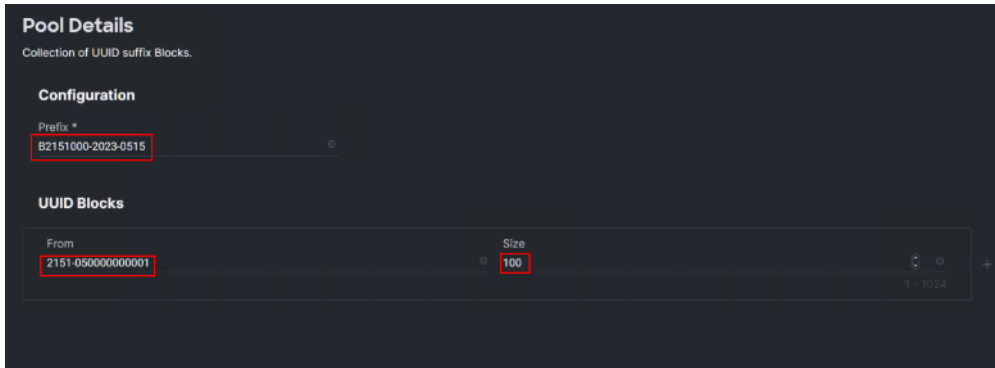 Pool Details
Collection of UUID suffix Blocks.
Configuration
Prefix *
B2151000-2023-0515
UUID Blocks
From
Size
2151-050000000001
100
1 - 1024